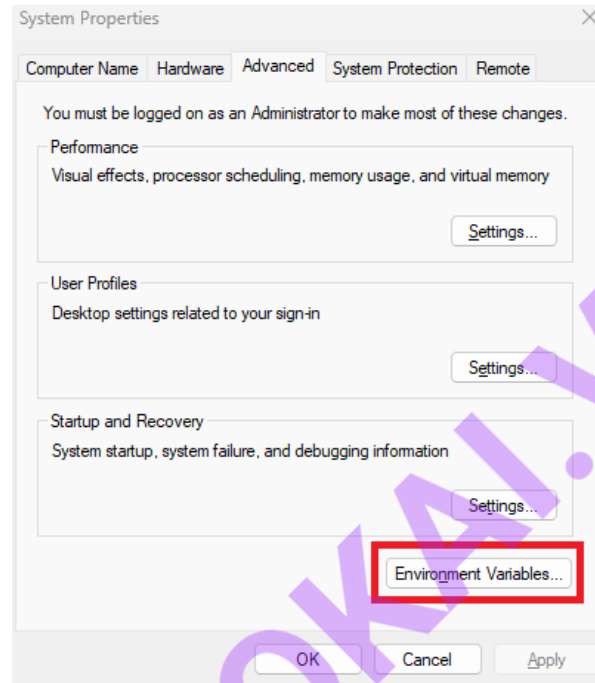 System Properties
Computer Name Hardware Advanced System Protection Remote
You must be logged on as an Administrator to make most of these changes.
Performance
Visual effects, processor scheduling, memory usage, and virtual memory
Settings...
User Profiles
Desktop settings related to your sign-in
Settings...
Startup and Recovery
System startup, system failure, and debugging information
Settings...
Environment Variables...
OK Cancel Apply
OKAI.V